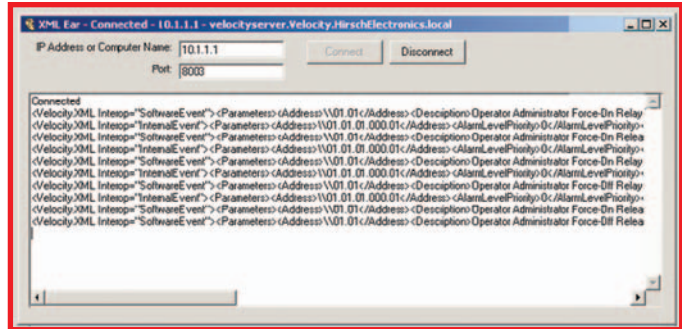 XML Ear - Connected - 10.1.1.1 - velocityserver.Velocity.HirschElectronics.local
IP Address or Computer Name: 10.1.1.1
Connect
Disconnect
Port: 8003
Connected
<Velocity.XML Interop="SoftwareEvent"><Parameters><Address>\\01.01</Address><Desciption>Operator Administrator Force-On Relay
<Velocity.XML Interop="InternalEvent"><Parameters><Address>\\01.01.01.000.01</Address><AlarmLevelPriority>0</AlarmLevelPriority><
<Velocity.XML Interop="SoftwareEvent"><Parameters><Address>\\01.01</Address><Desciption>Operator Administrator Force-On Relea
<Velocity.XML Interop="InternalEvent"><Parameters><Address>\\01.01.01.000.01</Address><AlarmLevelPriority>0</AlarmLevelPriority><
<Velocity.XML Interop="SoftwareEvent"><Parameters><Address>\\01.01</Address><Desciption>Operator Administrator Force-On Relay
<Velocity.XML Interop="InternalEvent"><Parameters><Address>\\01.01.01.000.01</Address><AlarmLevelPriority>0</AlarmLevelPriority><
<Velocity.XML Interop="SoftwareEvent"><Parameters><Address>\\01.01</Address><Desciption>Operator Administrator Force-Off Relay
<Velocity.XML Interop="InternalEvent"><Parameters><Address>\\01.01.01.000.01</Address><AlarmLevelPriority>0</AlarmLevelPriority><
<Velocity.XML Interop="SoftwareEvent"><Parameters><Address>\\01.01</Address><Desciption>Operator Administrator Force-On Relea
<Velocity.XML Interop="SoftwareEvent"><Parameters><Address>\\01.01</Address><Desciption>Operator Administrator Force-Off Relea